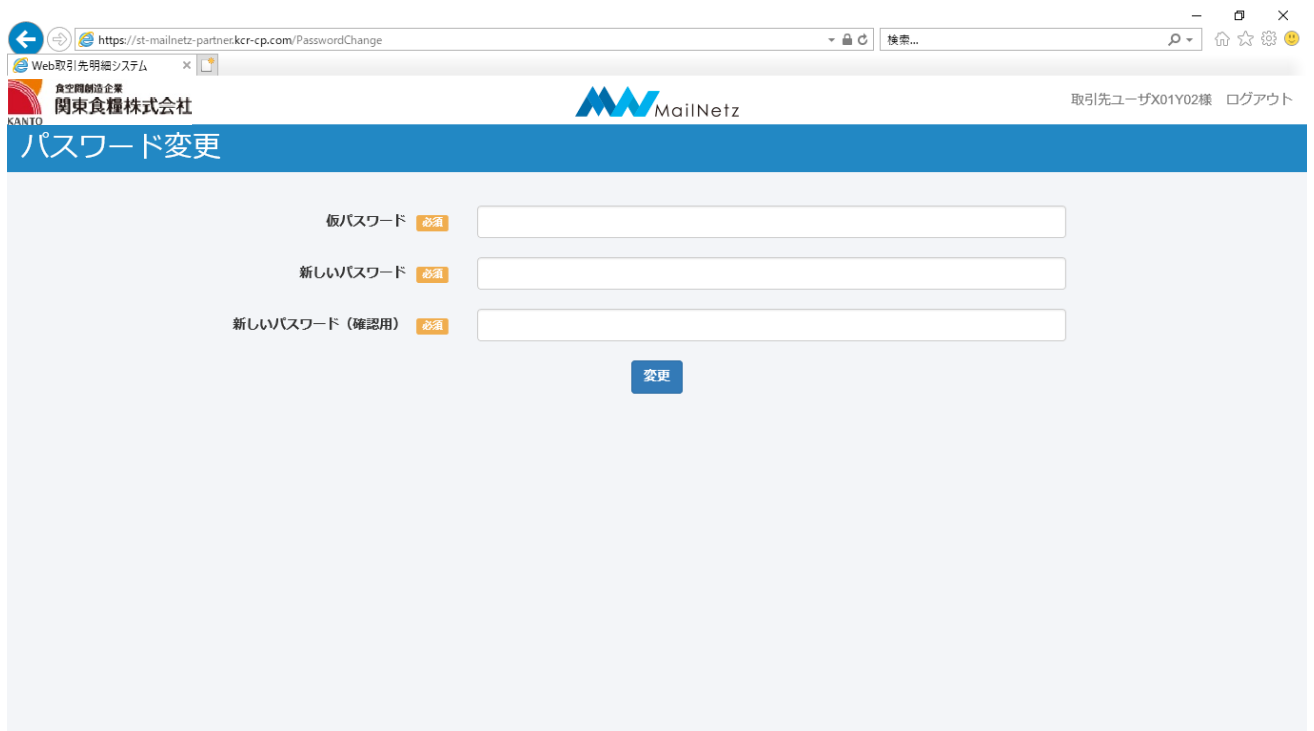 https://st-mailnetz-partner.kcr-cp.com/PasswordChange
検索...
Web取引先明細システム
食空間創造企業
関東食糧株式会社
KANTO
MailNetz
取引先ユーザX01Y02様 ログアウト
パスワード変更
仮パスワード 必須
新しいパスワード 必須
新しいパスワード（確認用） 必須
変更